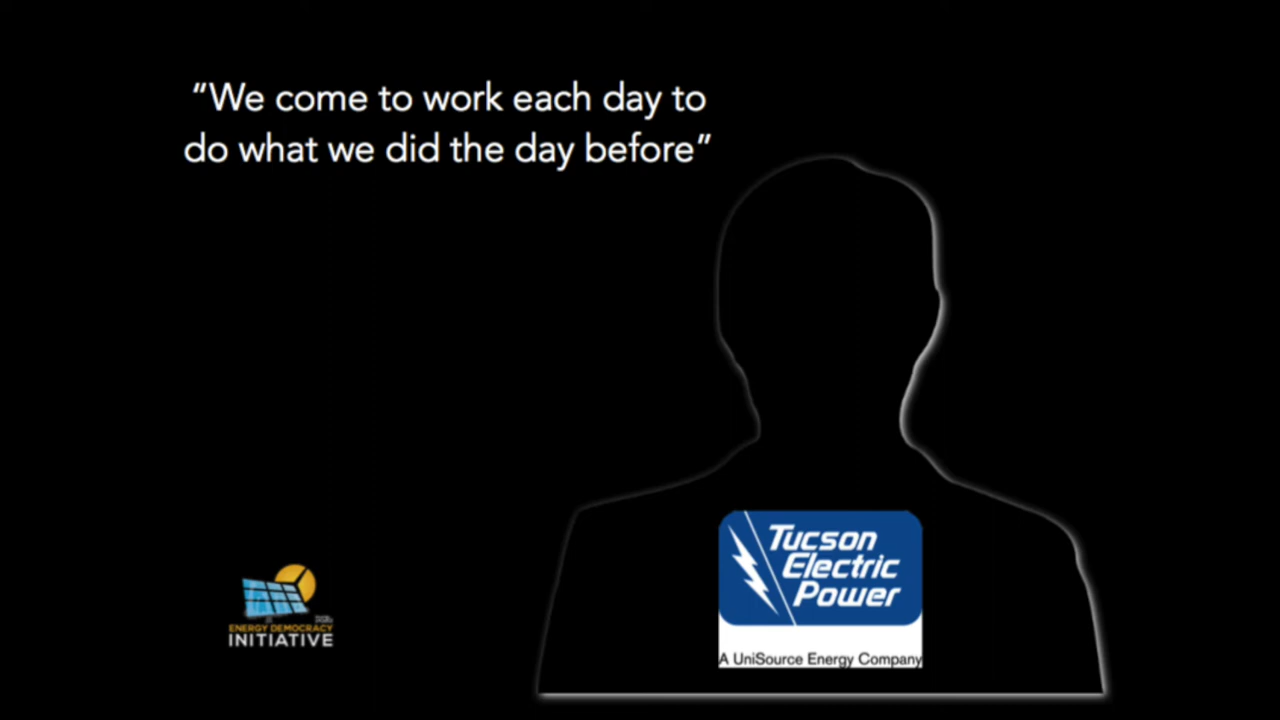 “We come to work each day to
do what we did the day before”
Tucson
Electric
Power
A UniSource Energy Company
ENERGY DEMOCRACY
INITIATIVE